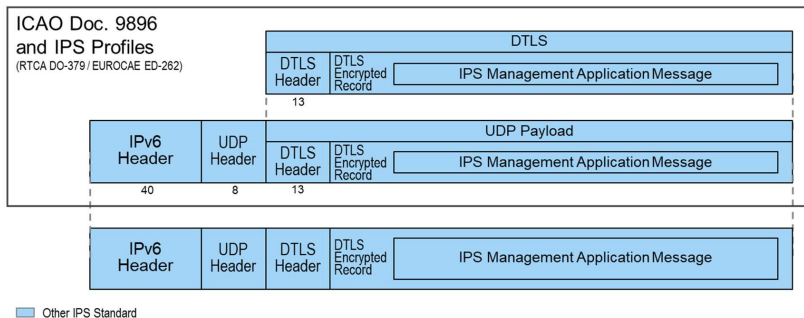 ICAO Doc. 9896
and IPS Profiles
(RTCA DO-379 / EUROCAE ED-262)
DTLS
DTLS
Header
DTLS
Encrypted
Record
IPS Management Application Message
13
IPv6
Header
UDP
Header
UDP Payload
DTLS
Header
DTLS
Encrypted
Record
IPS Management Application Message
40
8
13
IPv6
Header
UDP
Header
DTLS
Header
DTLS
Encrypted
Record
IPS Management Application Message
Other IPS Standard